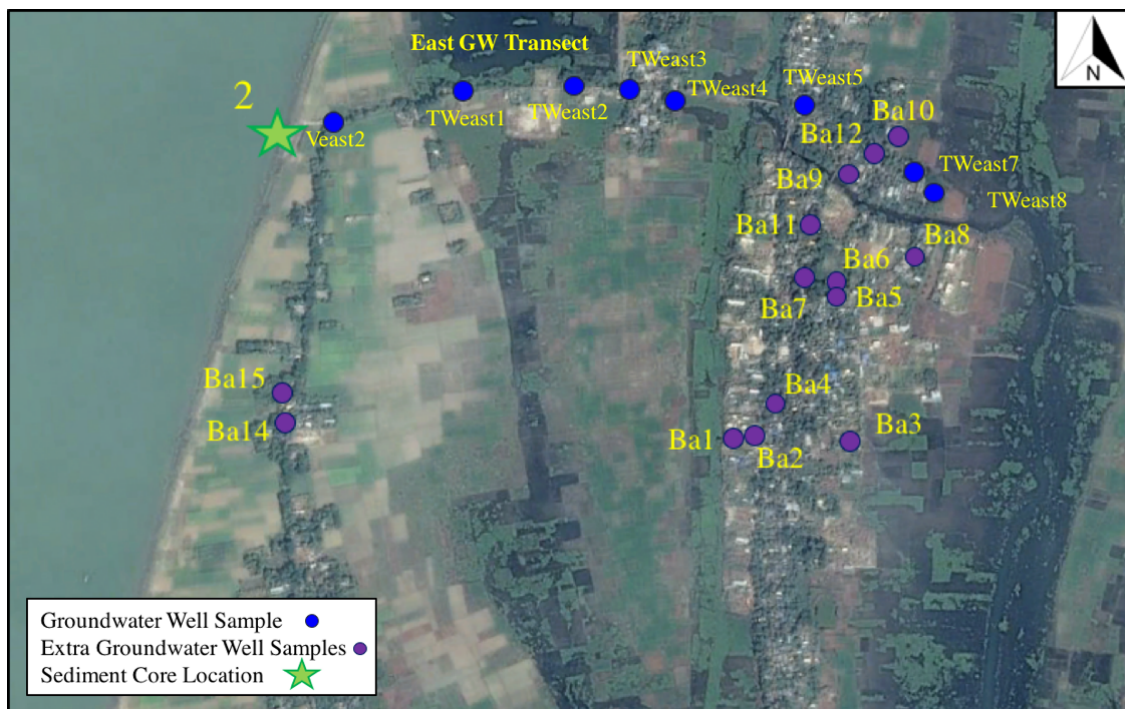 East GW Transect
N
TWeast3
2
TWeast1
TWeast2
TWeast4
TWeast5
Veast2
Ba10
Ba12
Ba9
TWeast7
TWeast8
Ba11
Ba8
Ba6
Ba7
Ba5
Ba15
Ba4
Ba14
Ba1
Ba2
Ba3
Groundwater Well Sample
Extra Groundwater Well Samples
Sediment Core Location